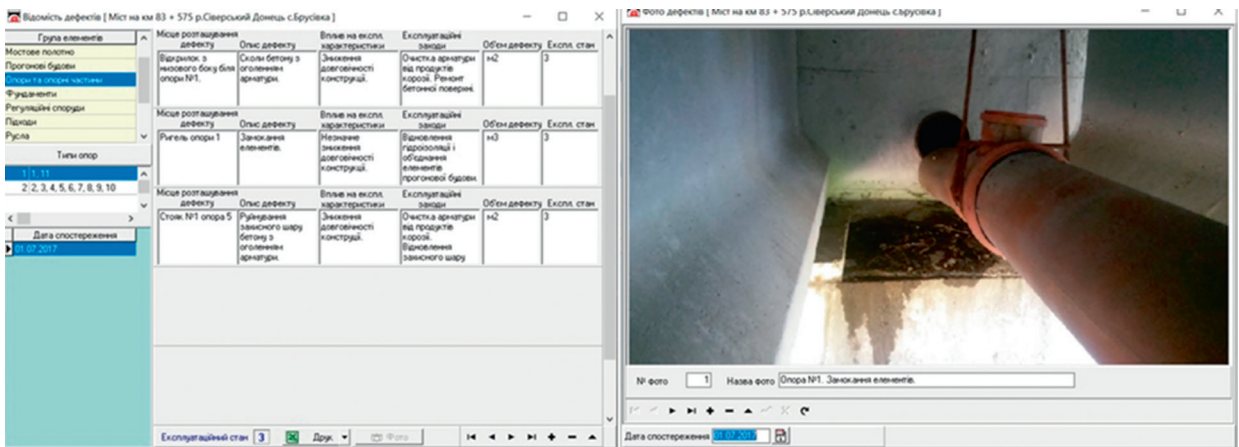 Відомість дефектів [ Міст на км 83 + 575 р.Сіверський Донець с.Брусівка ]
Група елементів
Мостове полотно
Прогонові будови
Опори та опорні частини
Фундаменти
Регуляційні споруди
Підходи
Русла
Типи опор
1 1, 11
2 2, 3, 4, 5, 6, 7, 8, 9, 10
Дата спостереження
01.07.2017
Місце розташування дефекту
Опис дефекту
Вплив на експл. характеристики
Експлуатаційні заходи
Об'єм дефекту
Експл. стан
Відкрилок з
низового боку біля
опори №1.
Сколи бетону з
оголенням
арматури.
Зниження
довговічності
конструкції.
Очистка арматури
від продуктів
корозії. Ремонт
бетонної поверхні.
м2
3
Місце розташування дефекту
Опис дефекту
Вплив на експл. характеристики
Експлуатаційні заходи
Об'єм дефекту
Експл. стан
Ригель опори 1
Замокання
елементів.
Незначне
зниження
довговічності
конструкції.
Відновлення
гідроізоляції і
об'єднання
елементів
прогонової будови.
м3
3
Місце розташування дефекту
Опис дефекту
Вплив на експл. характеристики
Експлуатаційні заходи
Об'єм дефекту
Експл. стан
Стояк №1 опора 5
Руйнування
захисного шару
бетону з
оголенням
арматури.
Зниження
довговічності
конструкції.
Очистка арматури
від продуктів
корозії.
Відновлення
захисного шару
м2
3
Експлуатаційний стан 3
Друк
Фото
Фото дефектів [ Міст на км 83 + 575 р.Сіверський Донець с.Брусівка ]
№ фото 1 Назва фото Опора №1. Замокання елементів.
Дата спостереження 01.07.2017